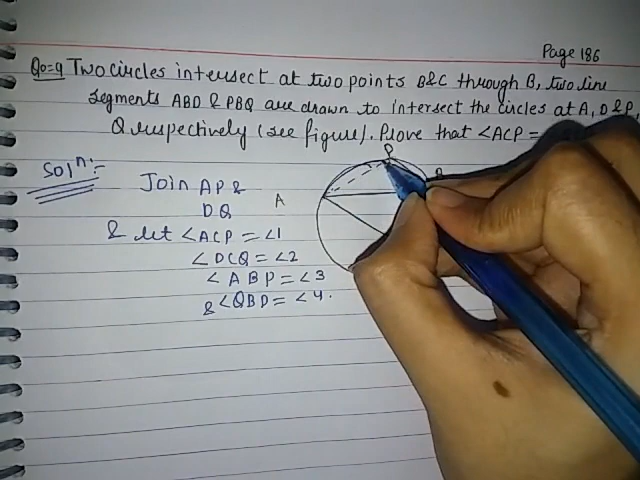 Page 186
Qo=9 Two circles intersect at two points B&C through B, two line
segments ABD & PBQ are drawn to intersect the circles at A, D & P,
Q respectively (see figure). Prove that ∠ACP =
Solⁿ:-
Join AP &
DQ
& let ∠ACP = ∠1
∠DCQ = ∠2
∠ABP = ∠3
& ∠QBD = ∠4.
A
P